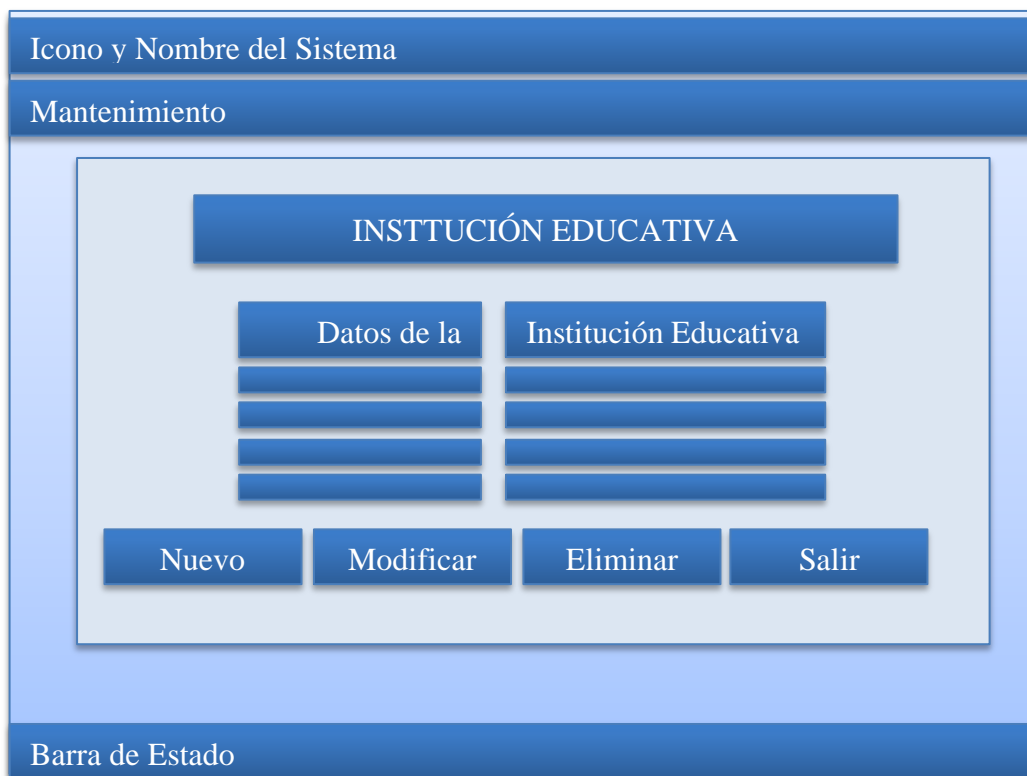 Icono y Nombre del Sistema
Mantenimiento
INSTTUCIÓN EDUCATIVA
Datos de la Institución Educativa
Nuevo Modificar Eliminar Salir
Barra de Estado